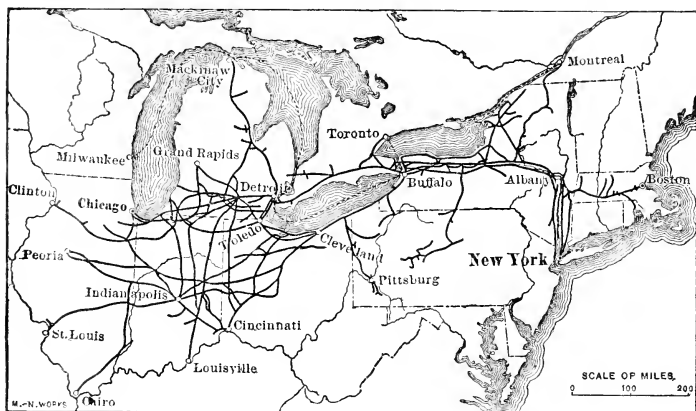 Mackinaw
City
Montreal
Toronto
Milwaukee
Grand Rapids
Detroit
Buffalo
Albany
Boston
Clinton
Chicago
Toledo
Cleveland
Peoria
New York
Pittsburg
Indianapolis
Cincinnati
St. Louis
Louisville
SCALE OF MILES
0 100 200
M.-N. WORKS
Cairo